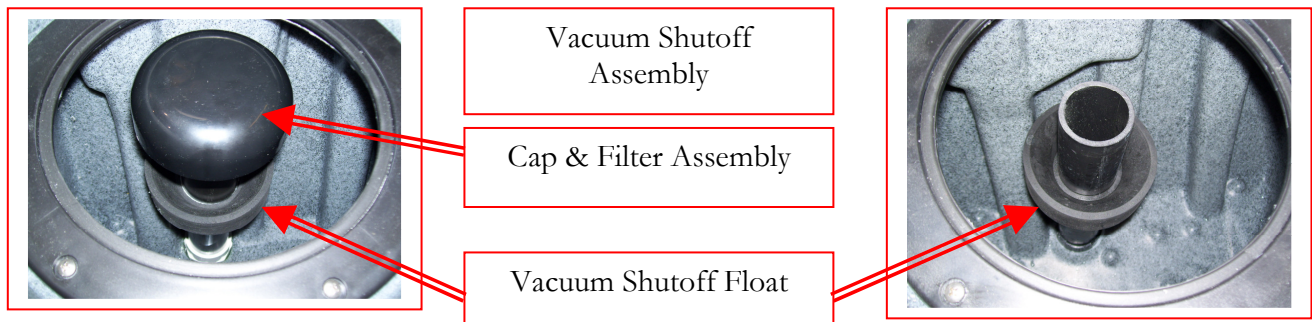 Vacuum Shutoff
Assembly
Cap & Filter Assembly
Vacuum Shutoff Float